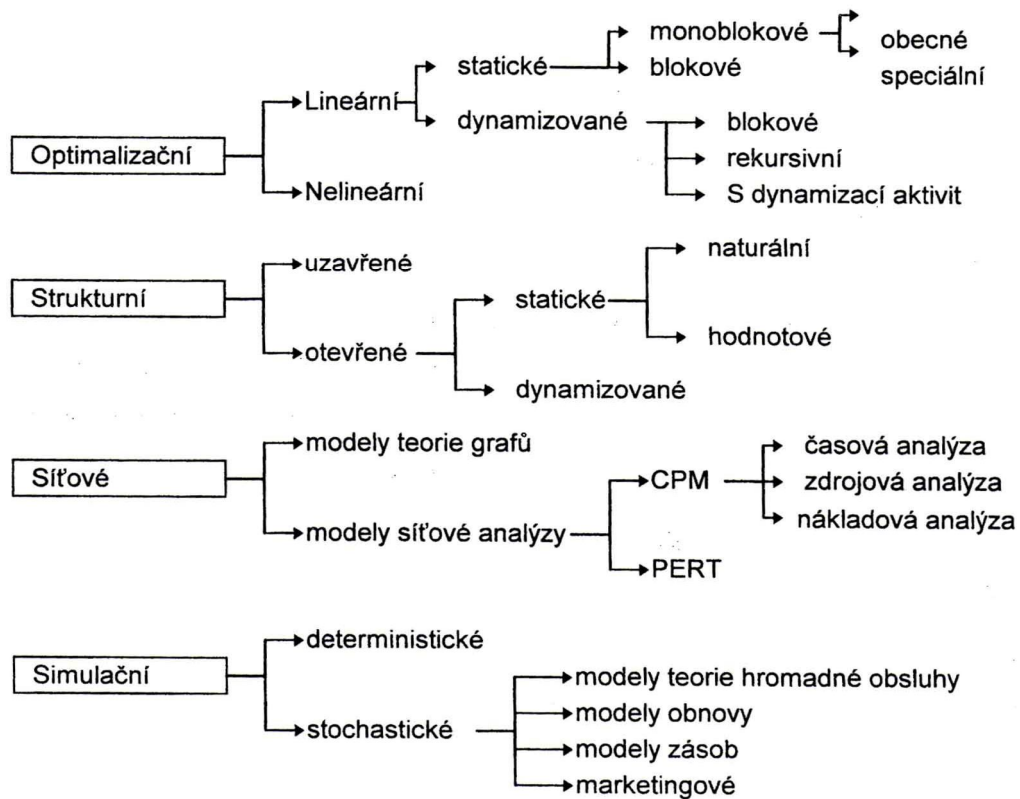 monoblokové
obecné
statické
blokové
speciální
Lineární
dynamizované
blokové
Optimalizační
rekursivní
Nelineární
S dynamizací aktivit
naturální
uzavřené
Strukturní
statické
hodnotové
otevřené
dynamizované
modely teorie grafů
časová analýza
Síťové
CPM
zdrojová analýza
nákladová analýza
modely síťové analýzy
PERT
deterministické
Simulační
modely teorie hromadné obsluhy
modely obnovy
stochastické
modely zásob
marketingové